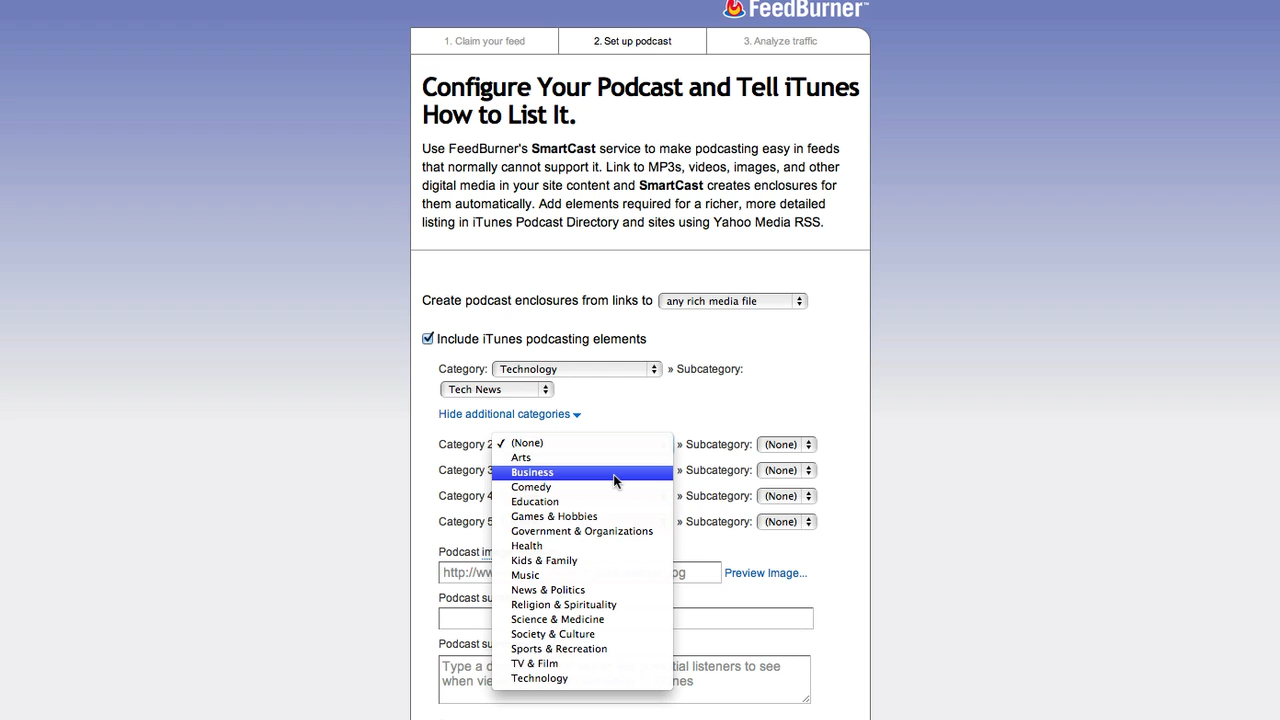 FeedBurner™
1. Claim your feed
2. Set up podcast
3. Analyze traffic
Configure Your Podcast and Tell iTunes
How to List It.
Use FeedBurner's SmartCast service to make podcasting easy in feeds
that normally cannot support it. Link to MP3s, videos, images, and other
digital media in your site content and SmartCast creates enclosures for
them automatically. Add elements required for a richer, more detailed
listing in iTunes Podcast Directory and sites using Yahoo Media RSS.
Create podcast enclosures from links to any rich media file
Include iTunes podcasting elements
Category: Technology » Subcategory:
Tech News
Hide additional categories
Category 2 ✓ (None) » Subcategory: (None)
Arts
Category 3 Business » Subcategory: (None)
Comedy
Category 4 Education » Subcategory: (None)
Games & Hobbies
Category 5 Government & Organizations » Subcategory: (None)
Health
Podcast im
Kids & Family
http://ww og Preview Image...
Music
News & Politics
Podcast su
Religion & Spirituality
Science & Medicine
Society & Culture
Podcast su
Sports & Recreation
Type a d TV & Film ial listeners to see
when vie Technology nes